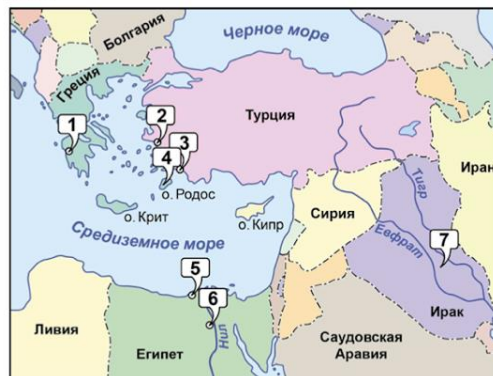 Болгария
Черное море
Греция
Турция
1
2
3
4
о. Родос
о. Крит
о. Кипр
Сирия
Тигр
Иран
Евфрат
Средиземное море
7
5
6
Ирак
Ливия
Египет
Нил
Саудовская
Аравия